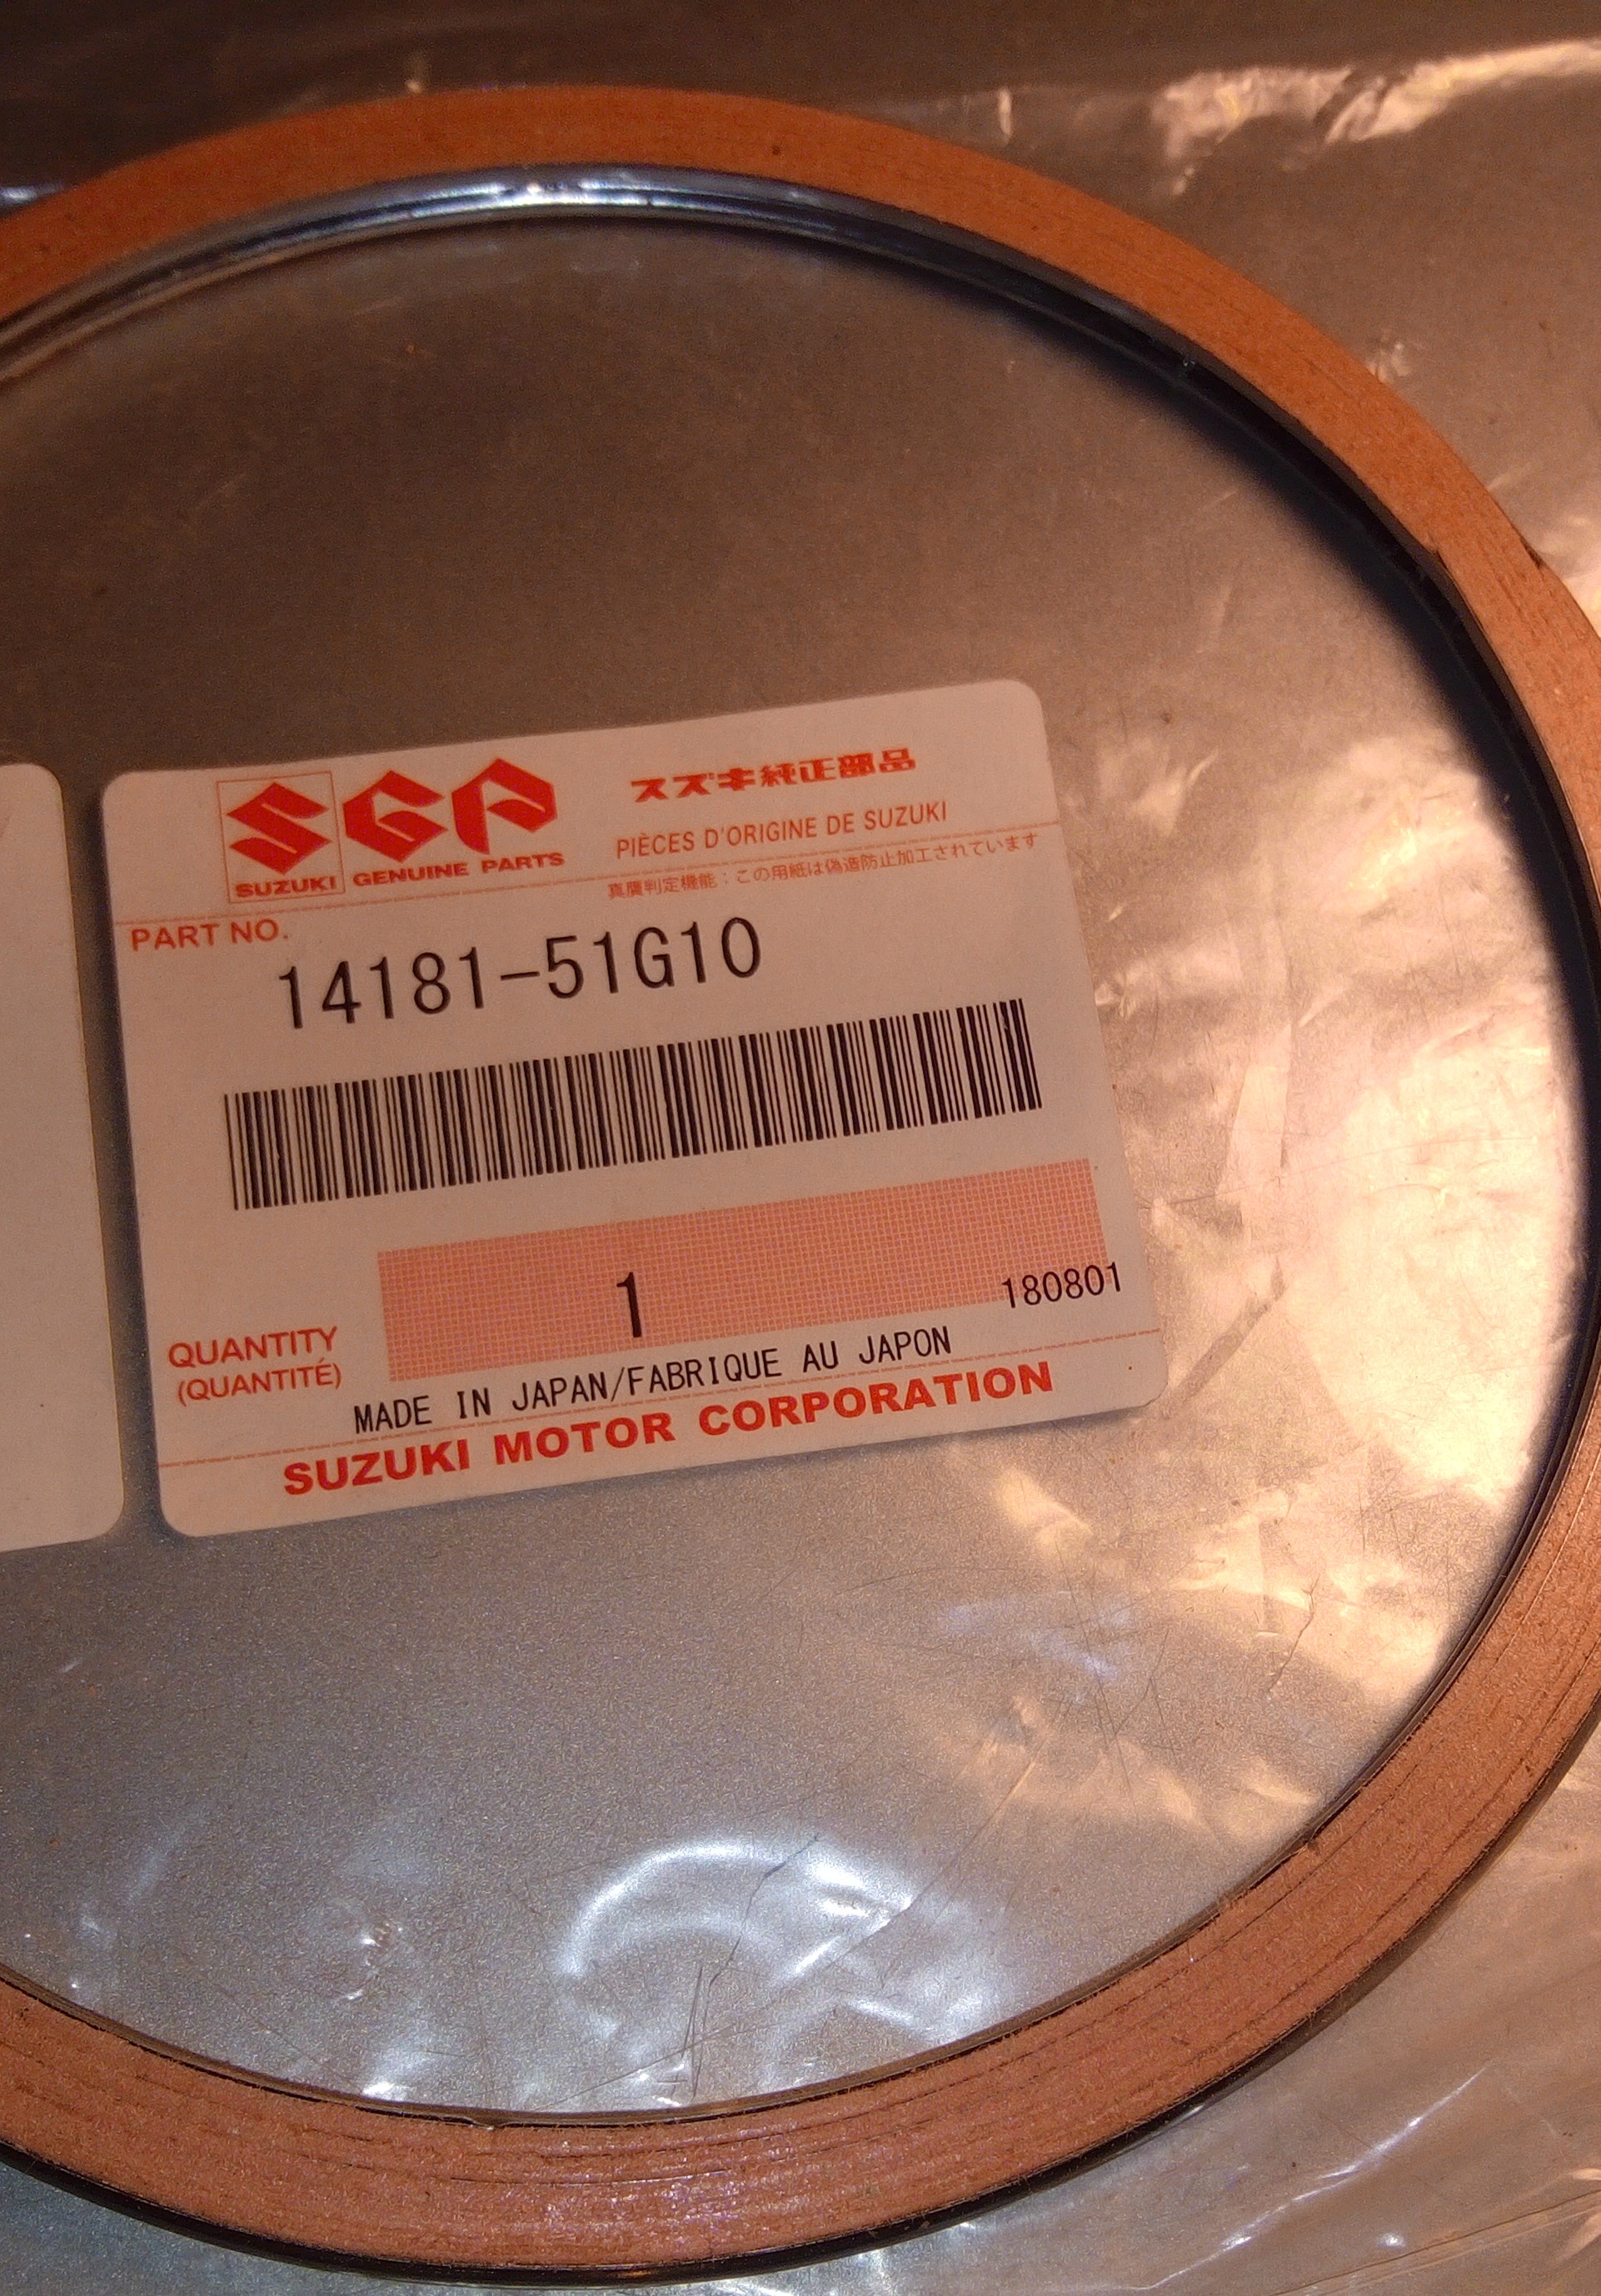 SGP
SUZUKI GENUINE PARTS
スズキ純正部品
PIÈCES D'ORIGINE DE SUZUKI
真贋判定機能：この用紙は偽造防止加工されています
PART NO.
14181-51G10
1
180801
QUANTITY
(QUANTITÉ)
MADE IN JAPAN/FABRIQUE AU JAPON
SUZUKI MOTOR CORPORATION